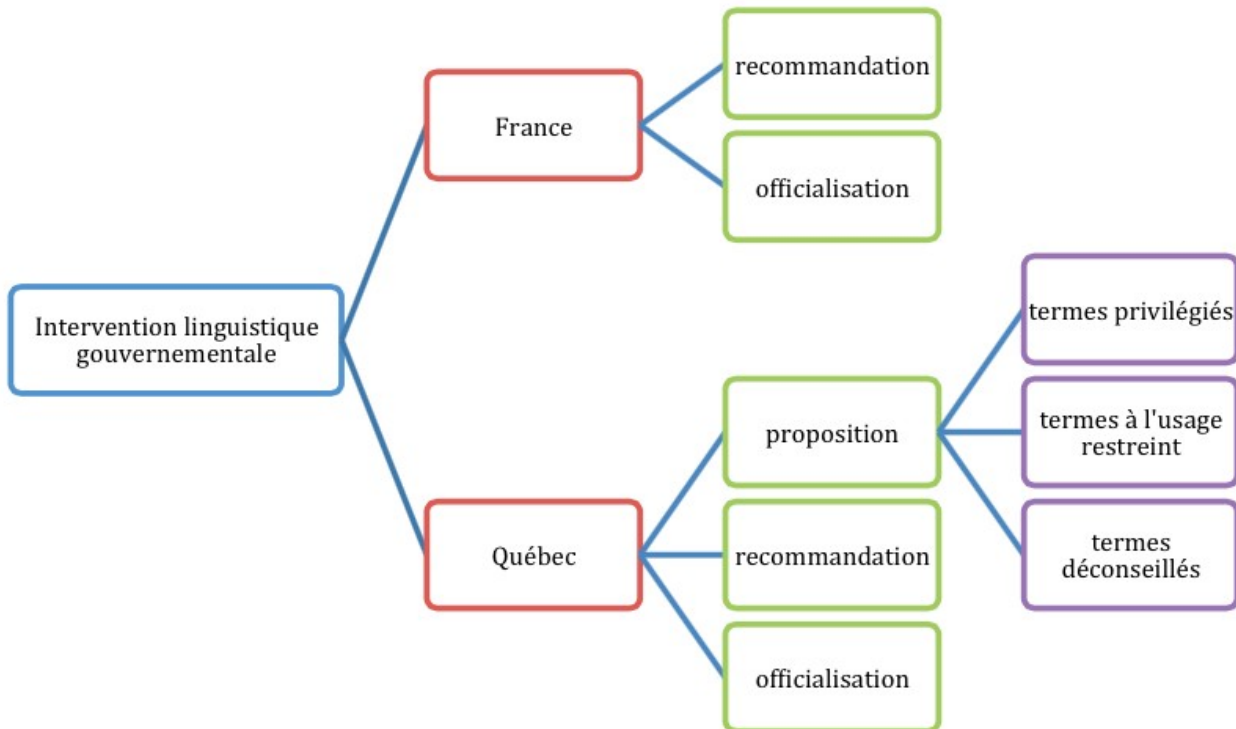 recommandation
France
officialisation
Intervention linguistique
gouvernementale
termes privilégiés
proposition
termes à l'usage
restreint
Québec
recommandation
termes
déconseillés
officialisation